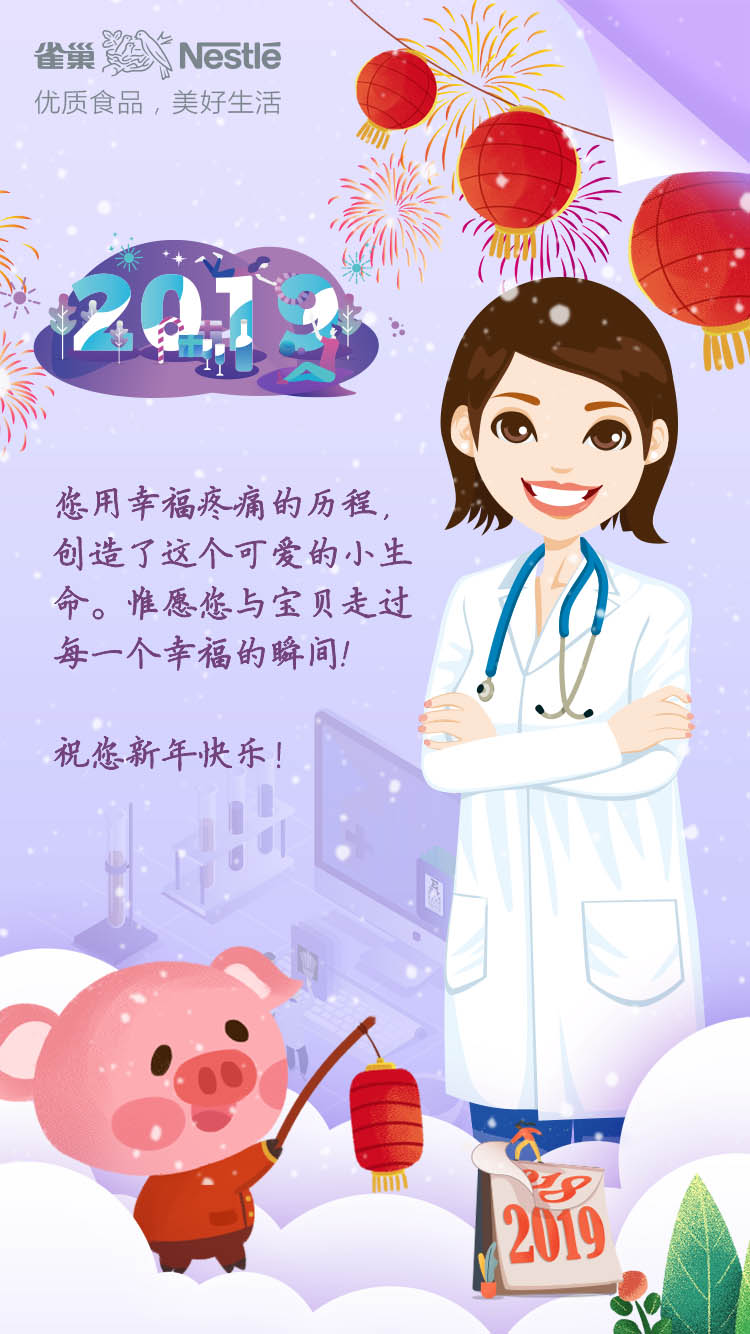 雀巢 Nestlé
优质食品，美好生活
2019
您用幸福疼痛的历程，
创造了这个可爱的小生
命。惟愿您与宝贝走过
每一个幸福的瞬间!
祝您新年快乐!
2019